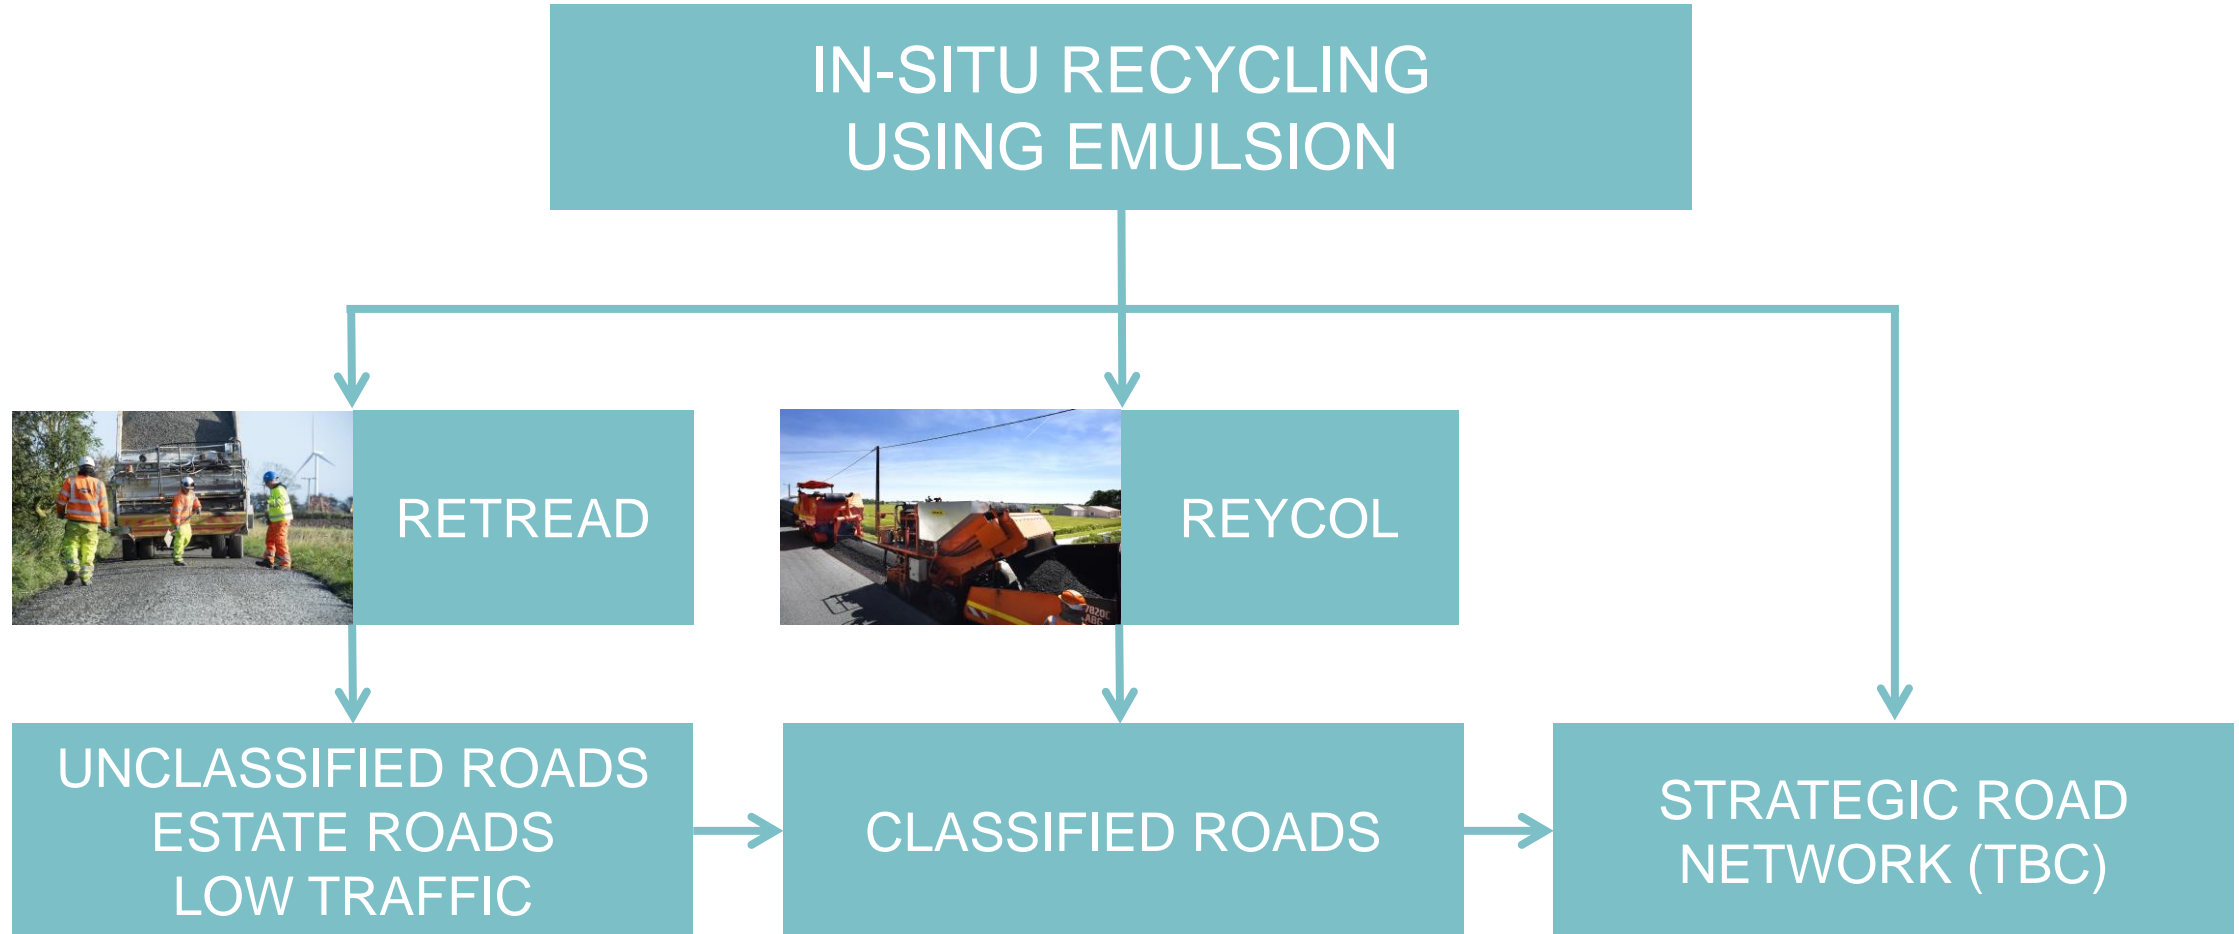 IN-SITU RECYCLING
USING EMULSION
RETREAD
REYCOL
UNCLASSIFIED ROADS
ESTATE ROADS
LOW TRAFFIC
CLASSIFIED ROADS
STRATEGIC ROAD
NETWORK (TBC)